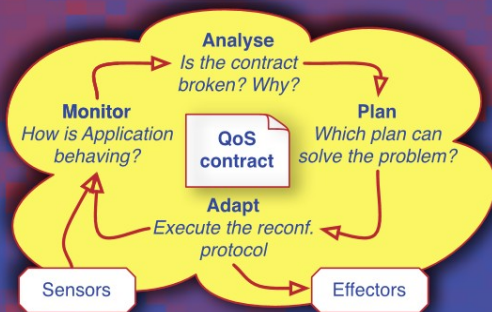 Analyse
Is the contract
broken? Why?
Monitor
How is Application
behaving?
QoS
contract
Plan
Which plan can
solve the problem?
Adapt
Execute the reconf.
protocol
Sensors
Effectors